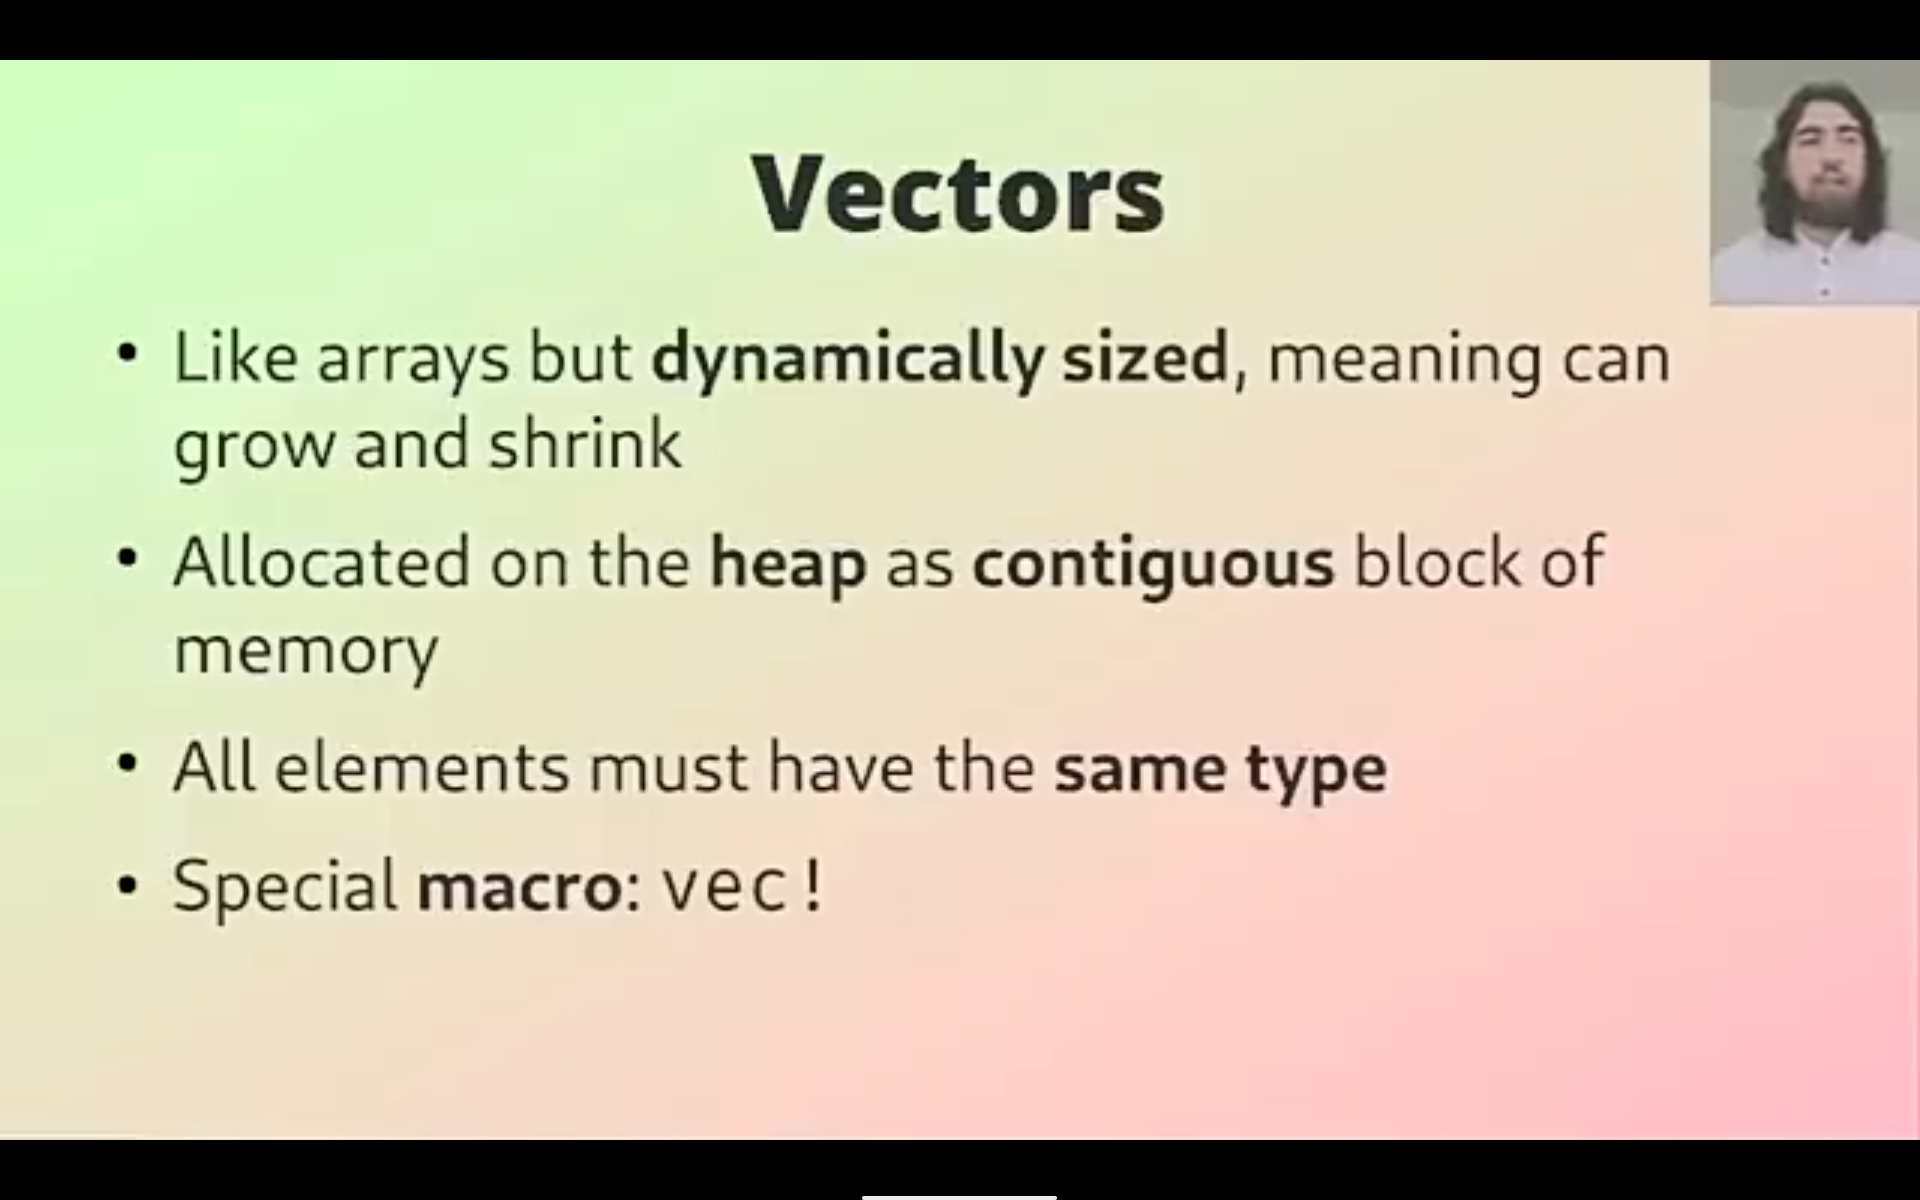 Vectors
• Like arrays but dynamically sized, meaning can
grow and shrink
• Allocated on the heap as contiguous block of
memory
• All elements must have the same type
• Special macro: vec!